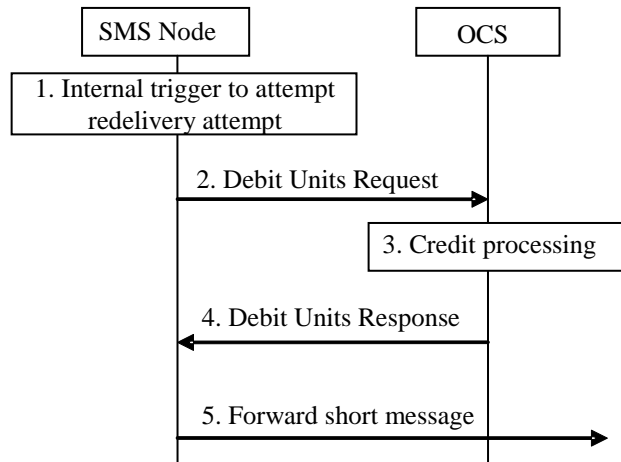 SMS Node
OCS
1. Internal trigger to attempt
redelivery attempt
2. Debit Units Request
3. Credit processing
4. Debit Units Response
5. Forward short message